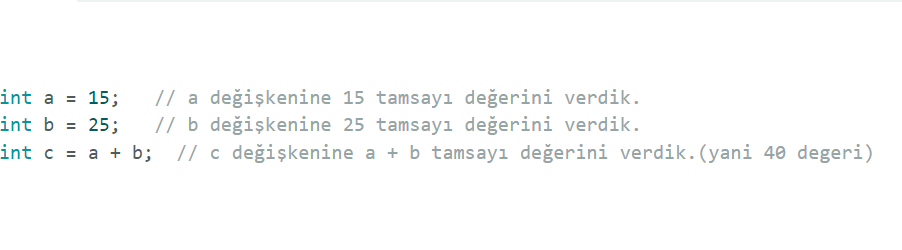 int a = 15;   // a değişkenine 15 tamsayı değerini verdik.
int b = 25;   // b değişkenine 25 tamsayı değerini verdik.
int c = a + b;  // c değişkenine a + b tamsayı değerini verdik.(yani 40 degeri)